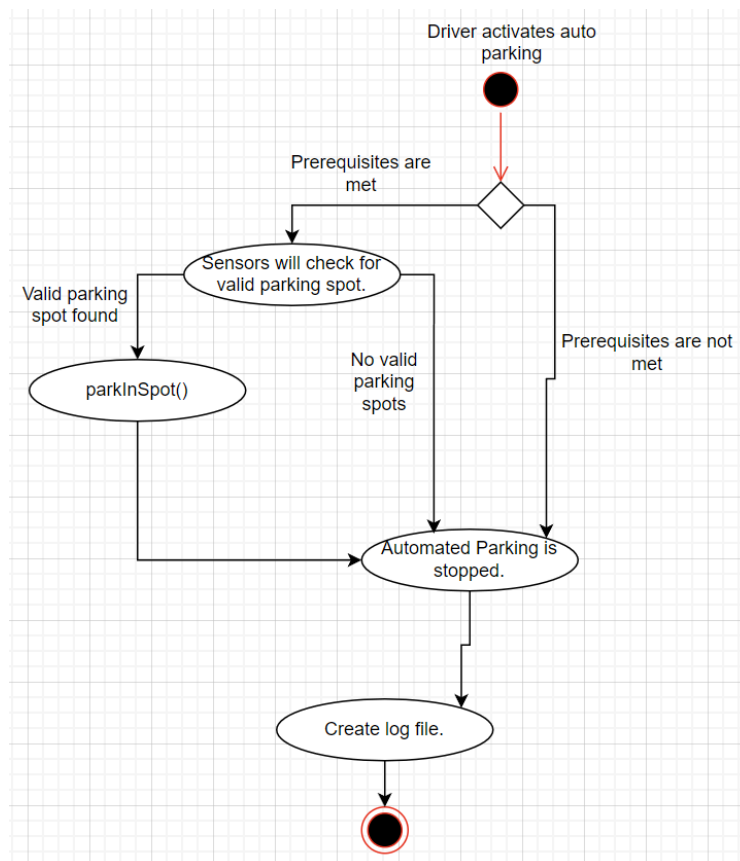 Driver activates auto
parking
Prerequisites are
met
Sensors will check for
valid parking spot.
Valid parking
spot found
Prerequisites are not
met
No valid
parking
spots
parkInSpot()
Automated Parking is
stopped.
Create log file.